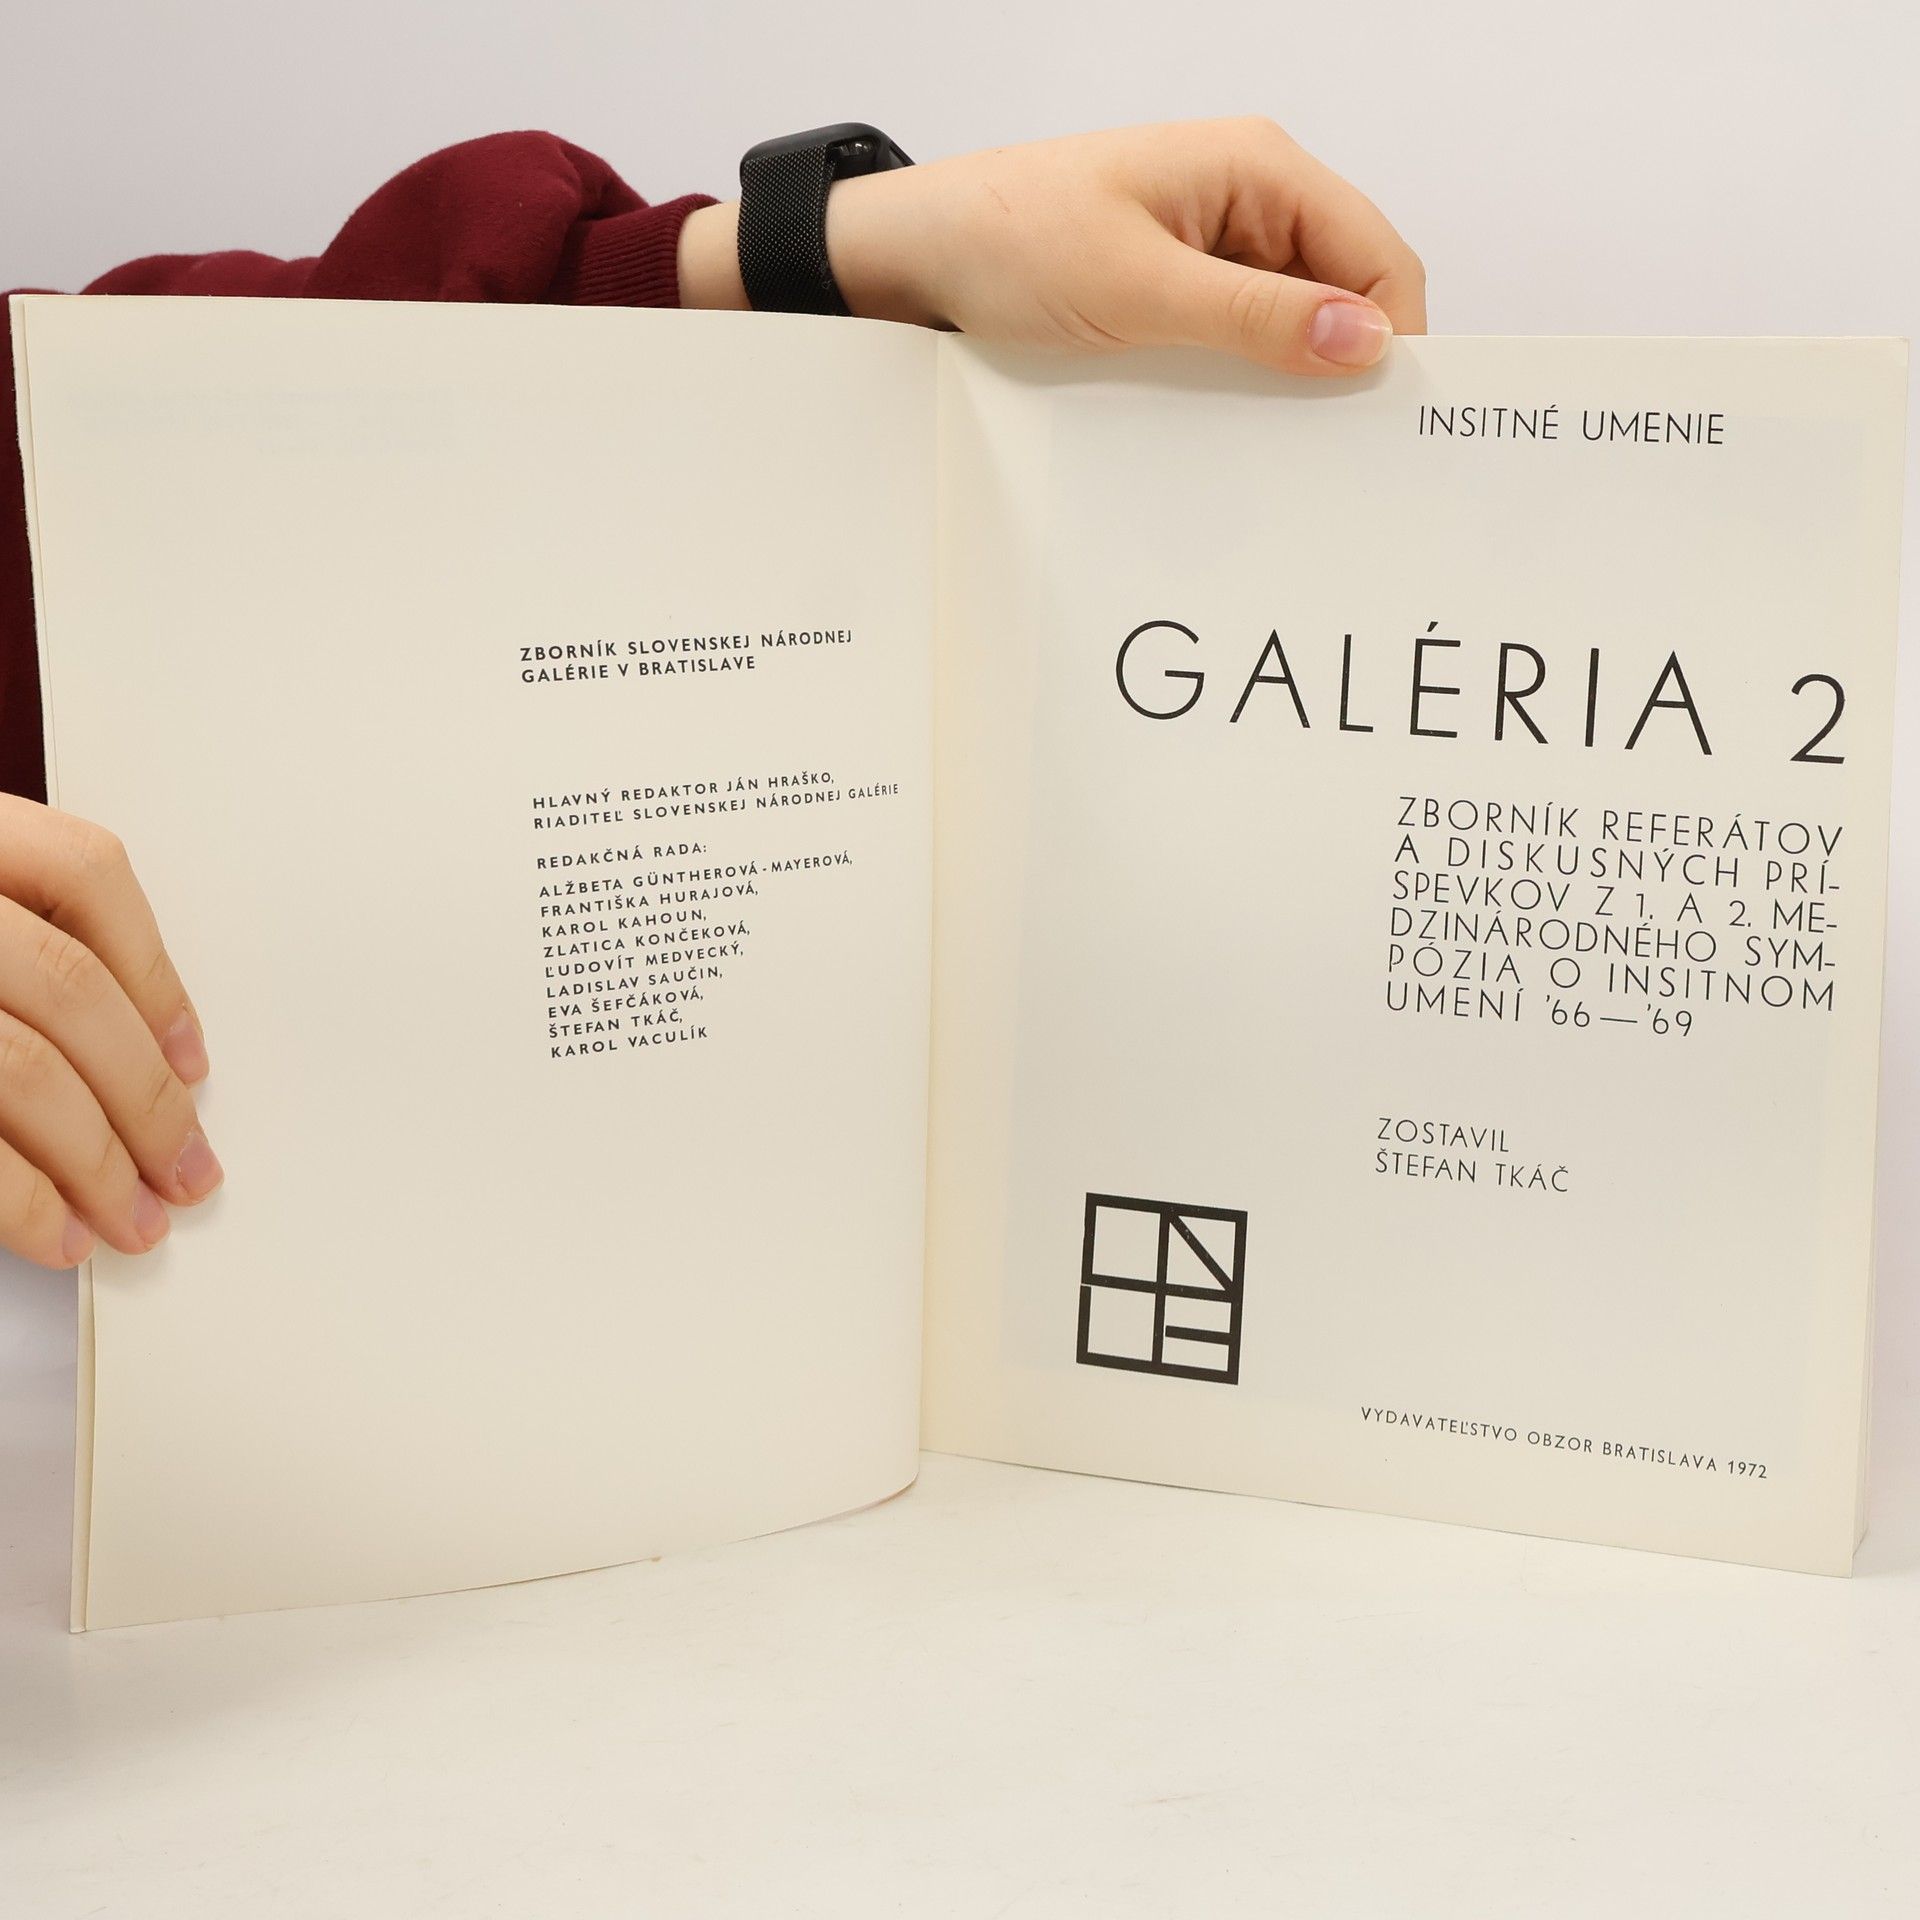 ZBORNÍK SLOVENSKEJ NÁRODNEJ
GALÉRIE V BRATISLAVE
HLAVNÝ REDAKTOR JÁN HRAŠKO,
RIADITEĽ SLOVENSKEJ NÁRODNEJ GALÉRIE
REDAKČNÁ RADA:
ALŽBETA GÜNTHEROVÁ-MAYEROVÁ,
FRANTIŠKA HURAJOVÁ,
KAROL KAHOUN,
ZLATICA KONČEKOVÁ,
ĽUDOVÍT MEDVECKÝ,
LADISLAV SAUČIN,
EVA ŠEFČÁKOVÁ,
ŠTEFAN TKÁČ,
KAROL VACULÍK
INSITNÉ UMENIE
GALÉRIA 2
ZBORNÍK REFERÁTOV
A DISKUSNÝCH PRÍ-
SPEVKOV Z 1. A 2. ME-
DZINÁRODNÉHO SYM-
PÓZIA O INSITNOM
UMENÍ '66—'69
ZOSTAVIL
ŠTEFAN TKÁČ
VYDAVATEĽSTVO OBZOR BRATISLAVA 1972